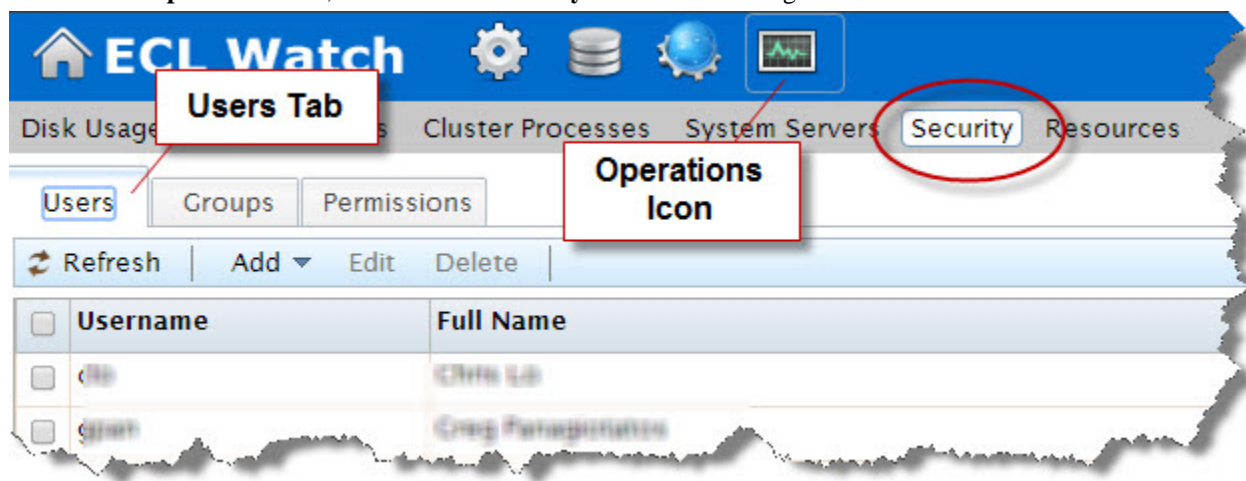 ECL Watch
Users Tab
Disk Usage Cluster Processes System Servers Security Resources
Operations
Icon
Users Groups Permissions
Refresh Add Edit Delete
Username Full Name